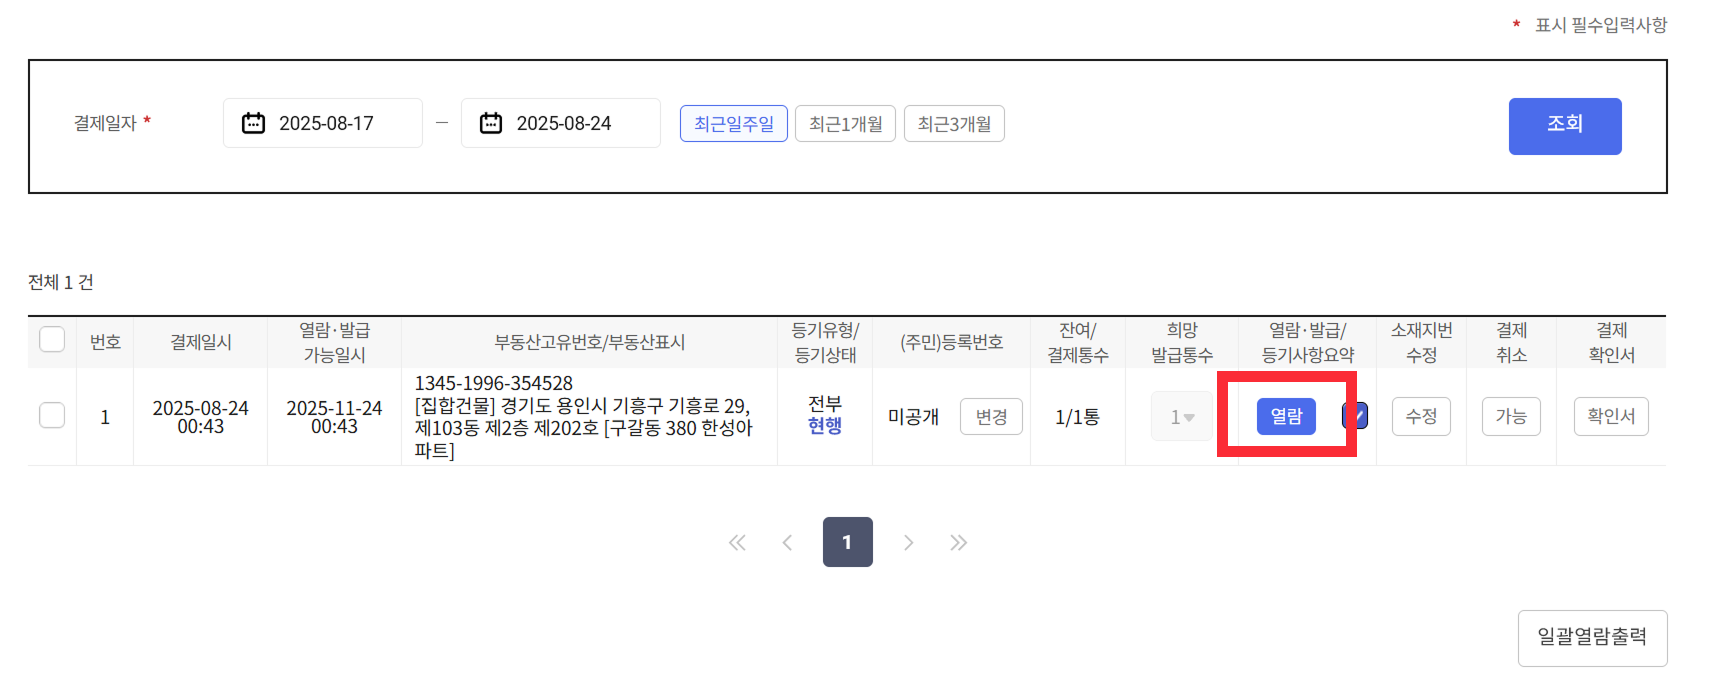 * 표시 필수입력사항
결제일자 * 2025-08-17 – 2025-08-24 최근일주일 최근1개월 최근3개월 조회
전체 1 건
번호 결제일시 열람·발급 가능일시 부동산고유번호/부동산표시 등기유형/ 등기상태 (주민)등록번호 잔여/ 결제통수 희망 발급통수 열람·발급/ 등기사항요약 소재지번 수정 결제 취소 결제 확인서
1
2025-08-24
00:43
2025-11-24
00:43
1345-1996-354528
[집합건물] 경기도 용인시 기흥구 기흥로 29,
제103동 제2층 제202호 [구갈동 380 한성아
파트]
전부
현행
미공개 변경
1/1통
1
열람
수정
가능
확인서
1
일괄열람출력